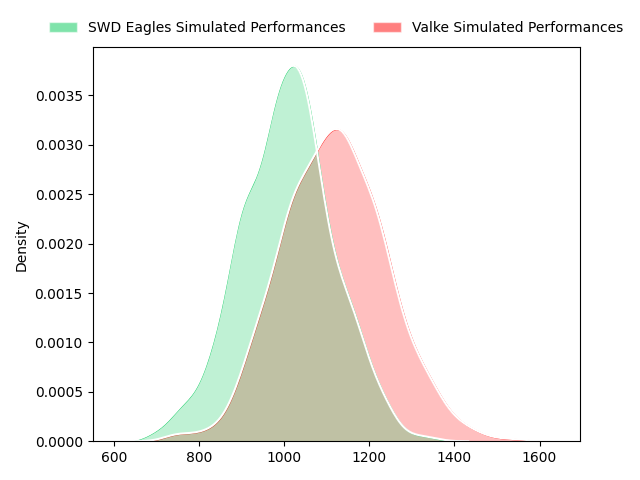 SWD Eagles Simulated Performances
Valke Simulated Performances
Density
0.0035
0.0030
0.0025
0.0020
0.0015
0.0010
0.0005
0.0000
600 800 1000 1200 1400 1600